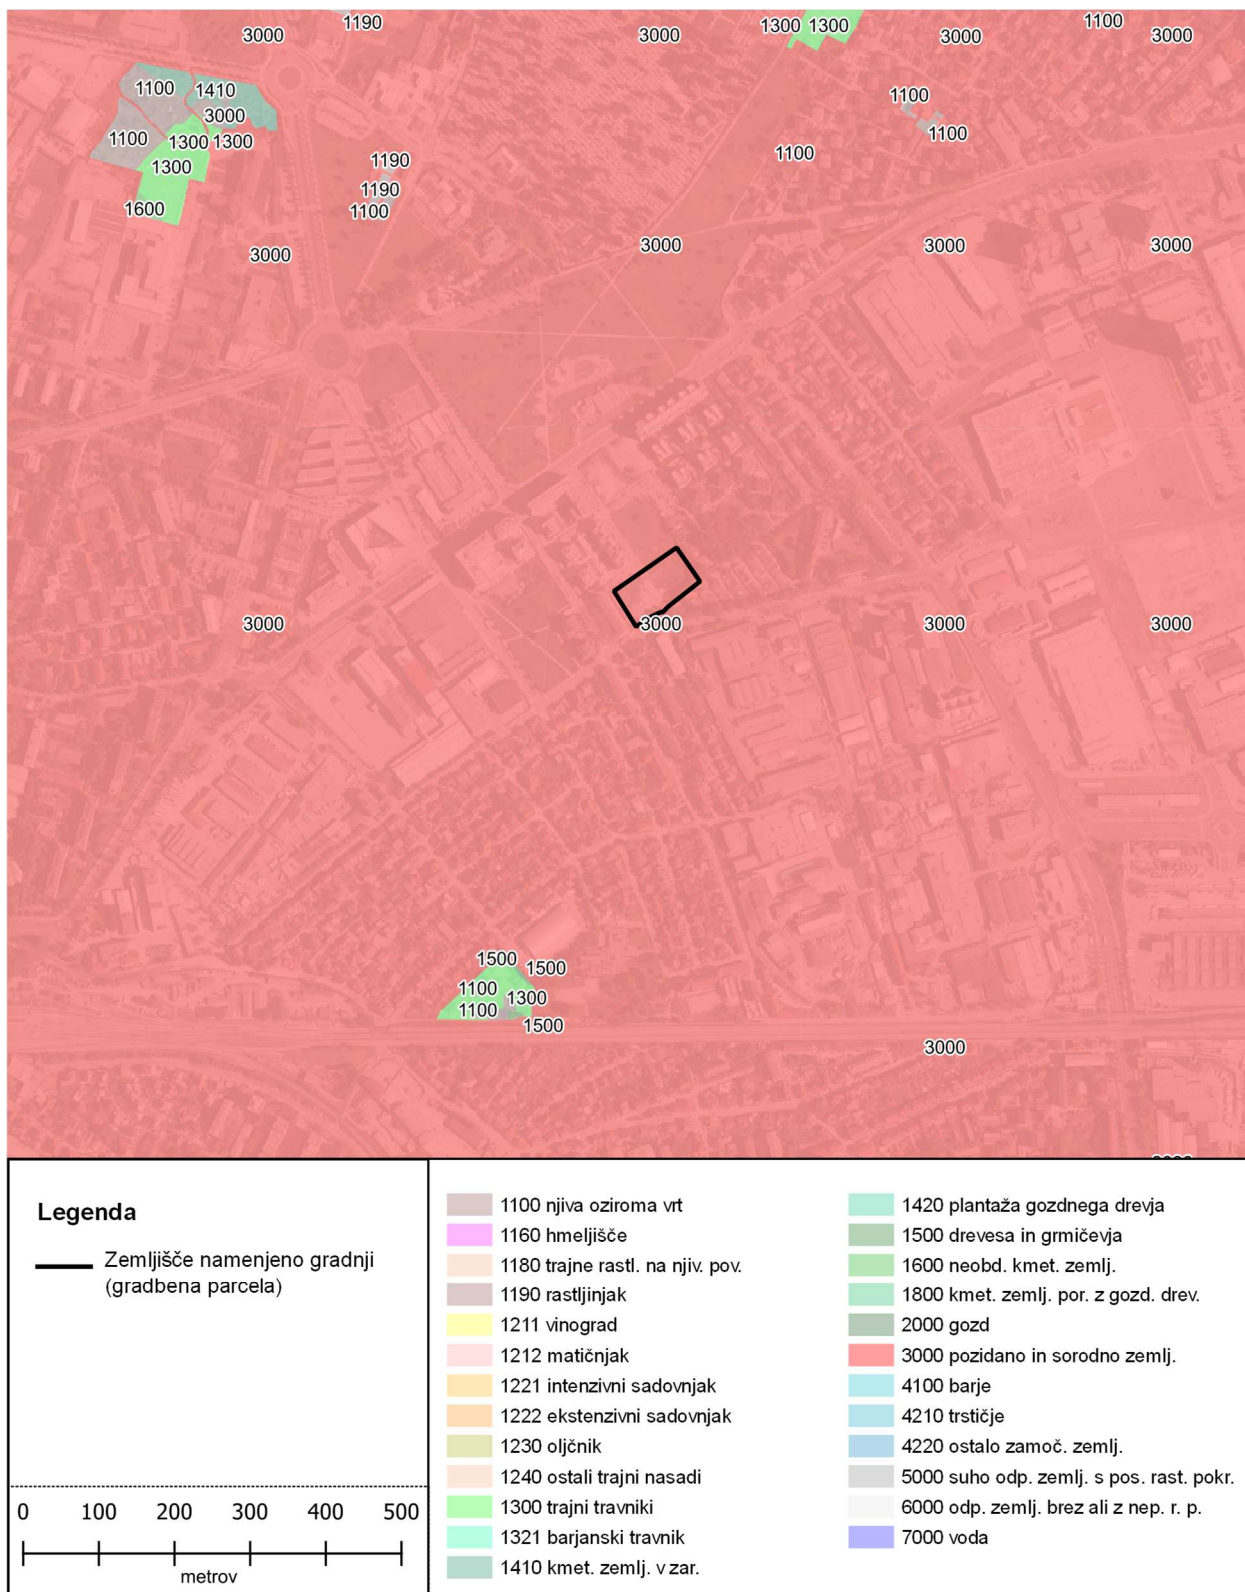 1190
3000
3000
1300
1300
3000
1100
3000
1100
1410
3000
1100
1300
1300
1300
1600
1190
1190
1100
1100
1100
1100
3000
3000
3000
3000
3000
3000
3000
3000
1500
1500
1100
1300
1100
1500
3000
Legenda
Zemljišče namenjeno gradnji
(gradbena parcela)
0 100 200 300 400 500
metrov
1100 njiva oziroma vrt
1160 hmeljišče
1180 trajne rastl. na njiv. pov.
1190 rastljinjak
1211 vinograd
1212 matičnjak
1221 intenzivni sadovnjak
1222 ekstenzivni sadovnjak
1230 oljčnik
1240 ostali trajni nasadi
1300 trajni travniki
1321 barjanski travnik
1410 kmet. zemlj. v zar.
1420 plantaža gozdnega drevja
1500 drevesa in grmičevja
1600 neobd. kmet. zemlj.
1800 kmet. zemlj. por. z gozd. drev.
2000 gozd
3000 pozidano in sorodno zemlj.
4100 barje
4210 trstičje
4220 ostalo zamoč. zemlj.
5000 suho odp. zemlj. s pos. rast. pokr.
6000 odp. zemlj. brez ali z nep. r. p.
7000 voda